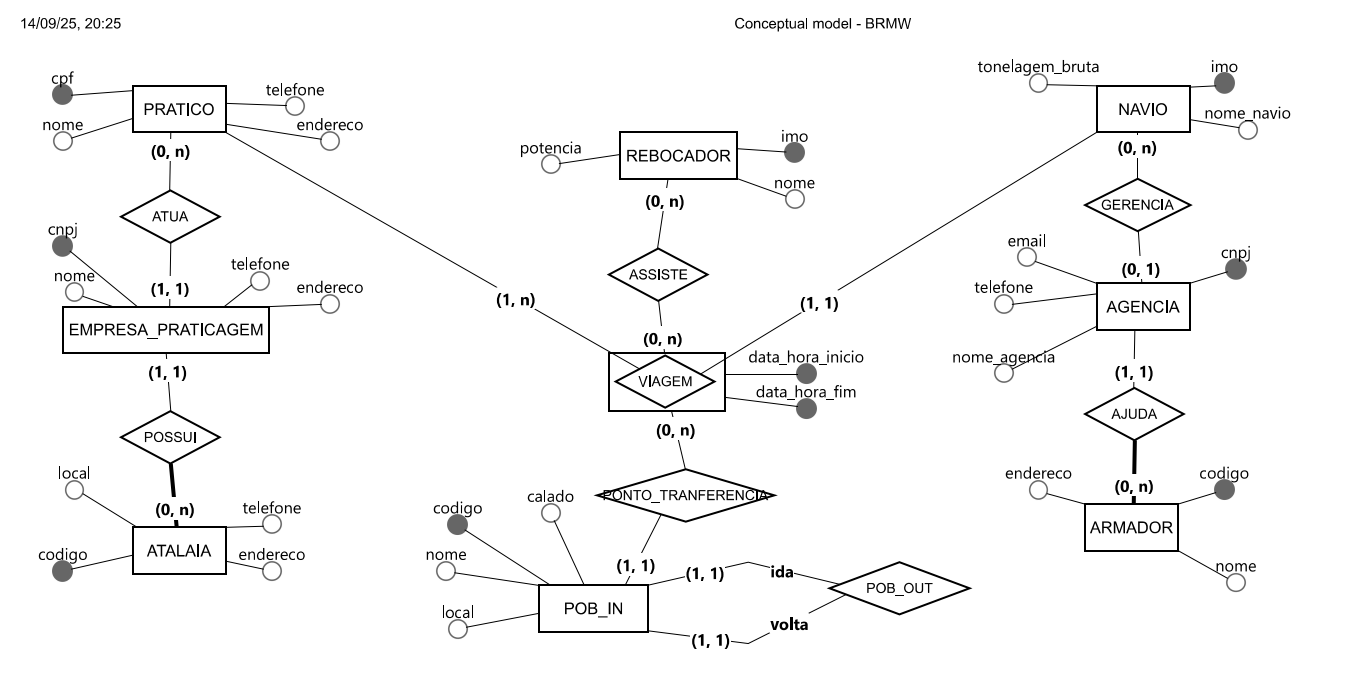 14/09/25, 20:25
Conceptual model - BRMW
cpf
PRATICO
telefone
nome
endereco
(0, n)
ATUA
cnpj
nome
telefone
(1, 1)
endereco
EMPRESA_PRATICAGEM
(1, 1)
POSSUI
local
(0, n)
telefone
codigo
ATALAIA
endereco
potencia
REBOCADOR
imo
nome
(0, n)
ASSISTE
(1, n)
(1, 1)
(0, n)
VIAGEM
data_hora_inicio
data_hora_fim
(0, n)
PONTO_TRANFERENCIA
codigo
calado
nome
local
(1, 1)
POB_IN
(1, 1)
ida
POB_OUT
volta
(1, 1)
tonelagem_bruta
imo
NAVIO
nome_navio
(0, n)
GERENCIA
email
cnpj
(0, 1)
telefone
AGENCIA
nome_agencia
(1, 1)
AJUDA
endereco
codigo
(0, n)
ARMADOR
nome